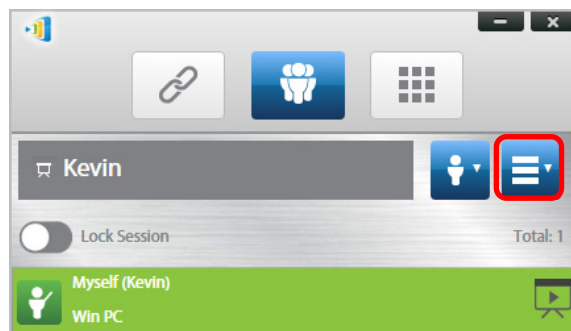 Kevin
Lock Session
Total: 1
Myself (Kevin)
Win PC